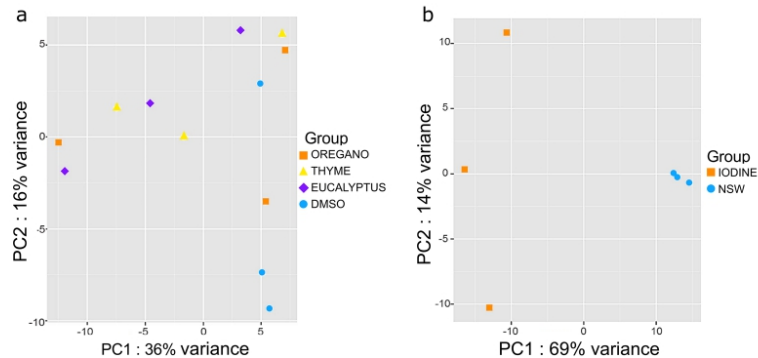 a
5
0
-5
-10
-10
-5
0
5
PC2 : 16% variance
PC1 : 36% variance
Group
OREGANO
THYME
EUCALYPTUS
DMSO
b
10
5
0
-5
-10
-10
0
10
PC2 : 14% variance
PC1 : 69% variance
Group
IODINE
NSW